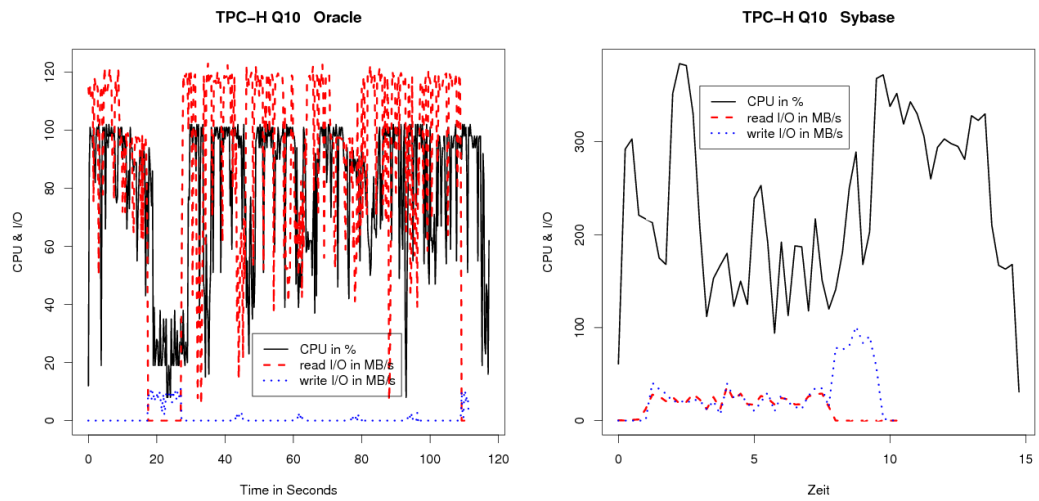 TPC−H Q10   Oracle
CPU & I/O
120
100
80
60
40
20
0
CPU in %
read I/O in MB/s
write I/O in MB/s
0 20 40 60 80 100 120
Time in Seconds
TPC−H Q10   Sybase
CPU & I/O
300
200
100
0
CPU in %
read I/O in MB/s
write I/O in MB/s
0 5 10 15
Zeit